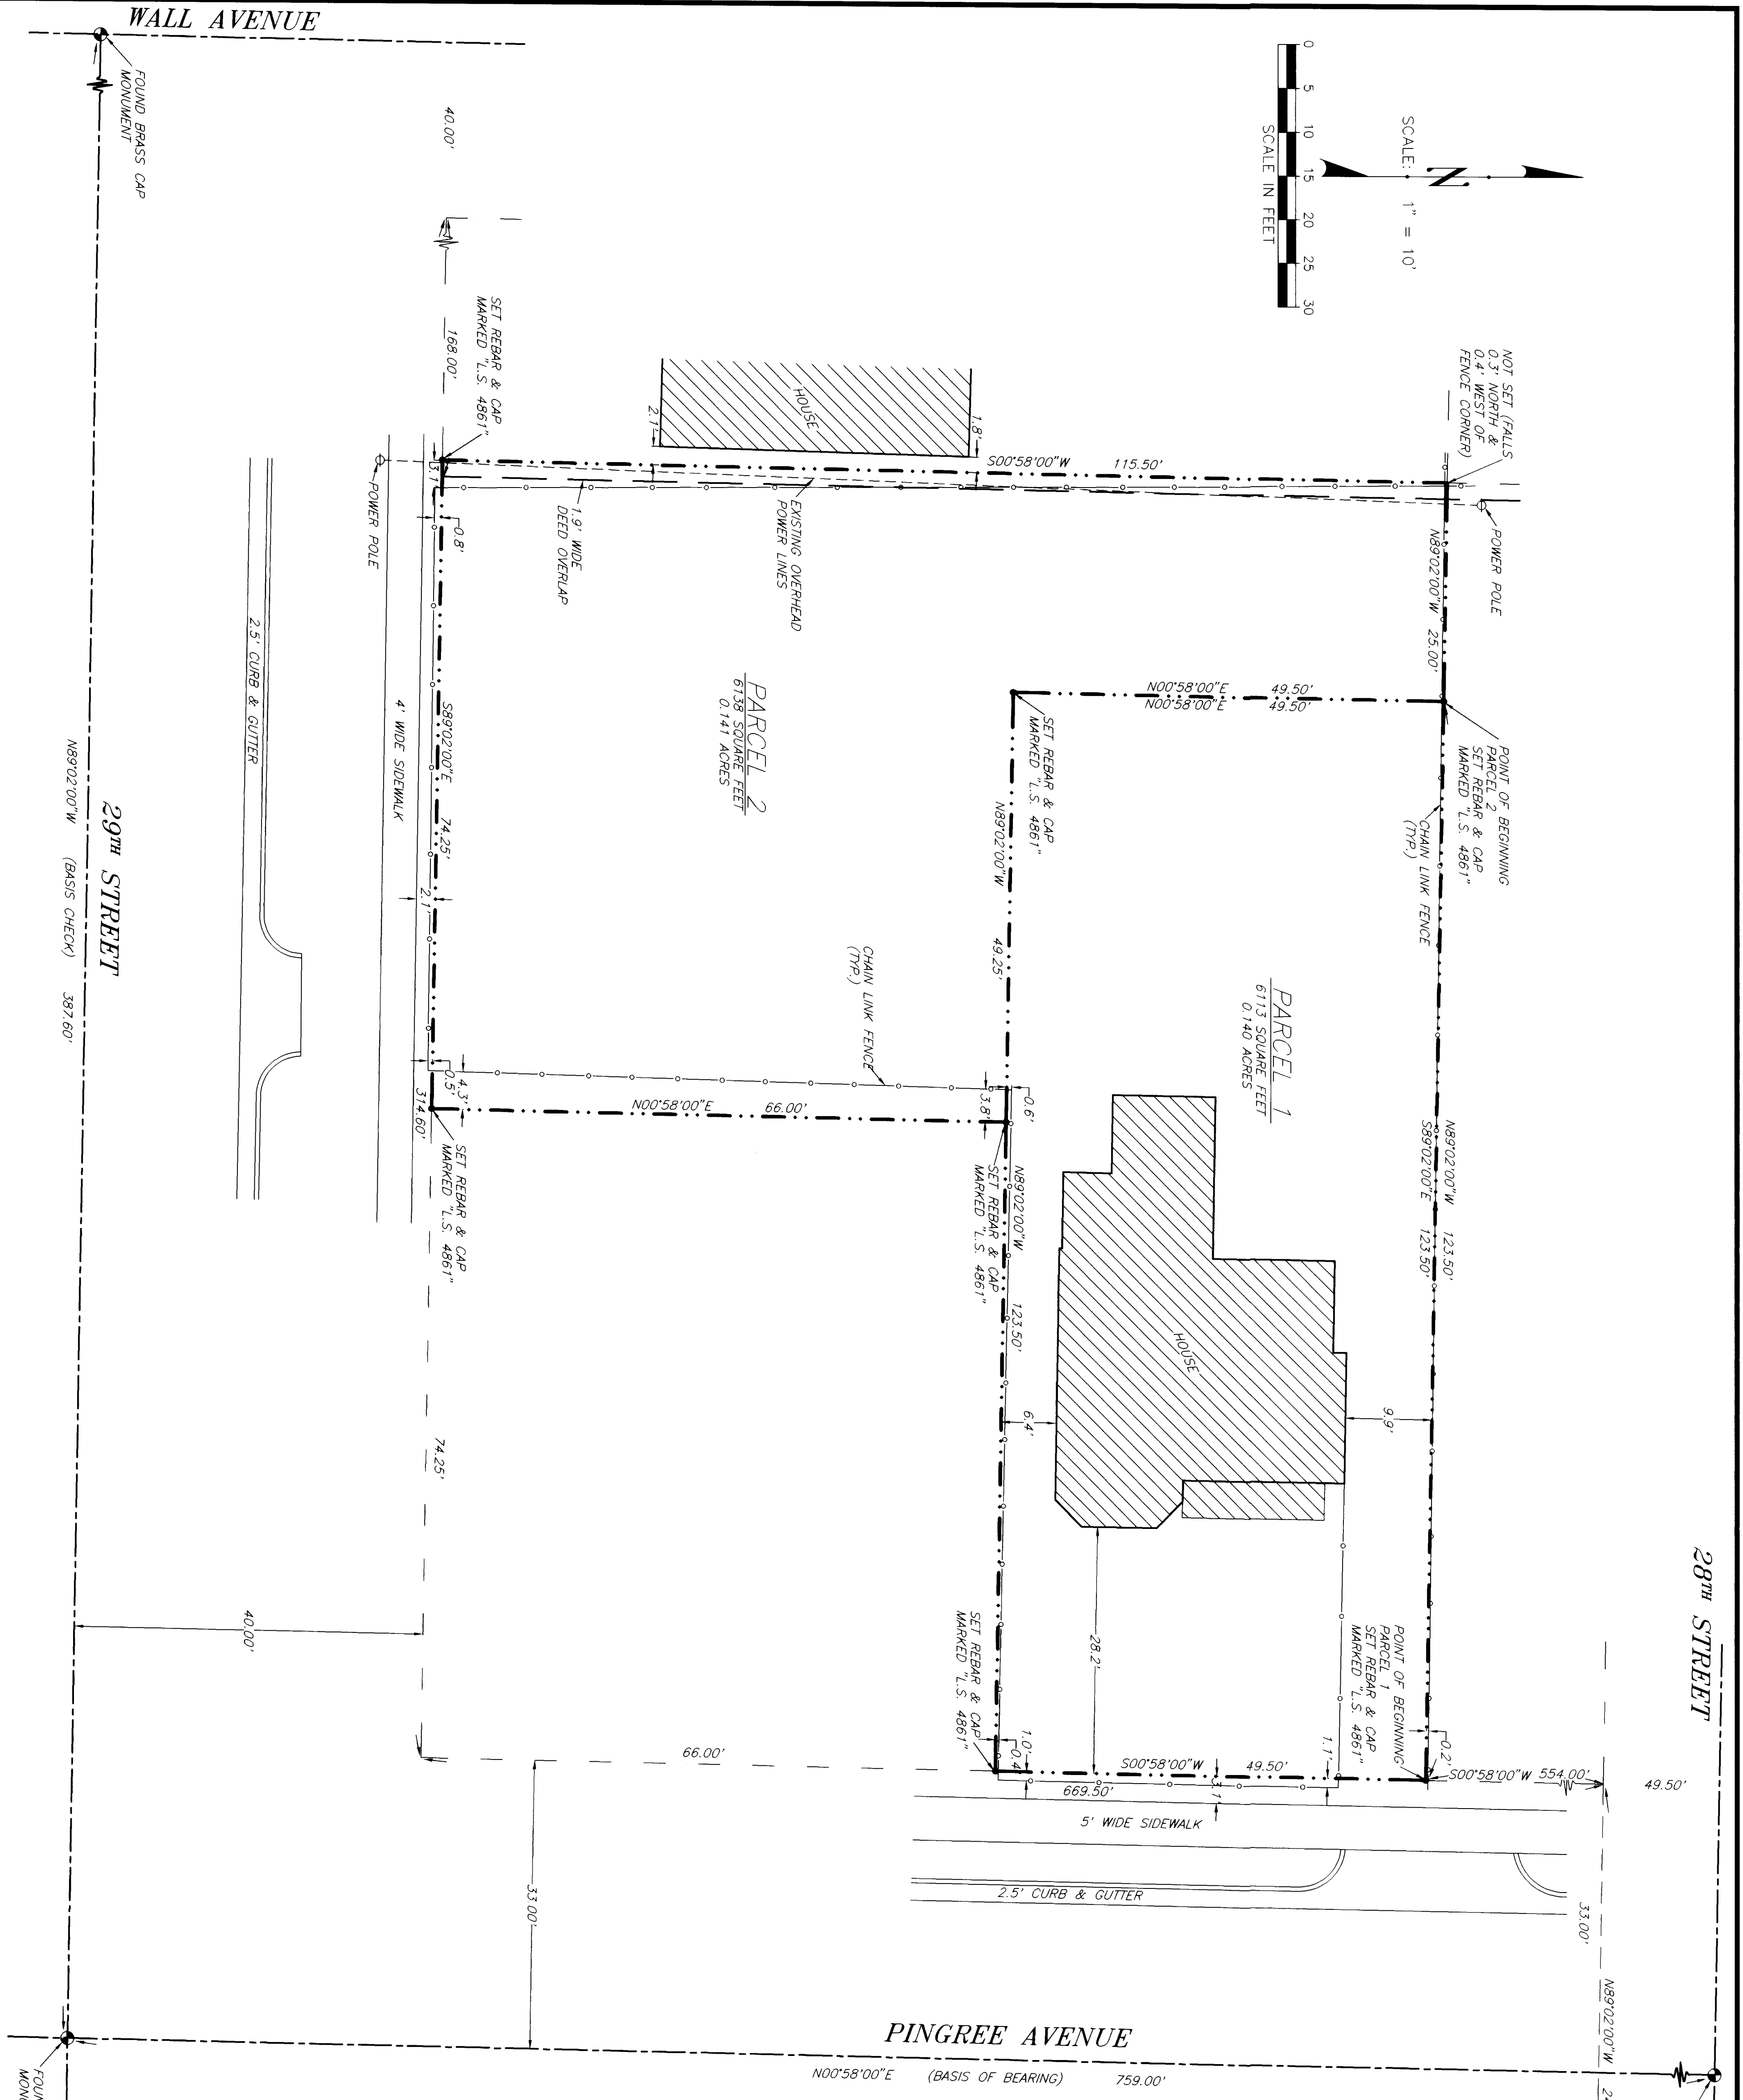 WALL AVENUE
FOUND BRASS CAP
MONUMENT
40.00'
168.00'
SET REBAR & CAP
MARKED "L.S. 4861"
0 5 10 15 20 25 30
SCALE IN FEET
SCALE: 1" = 10'
N
NOT SET (FALLS
0.3' NORTH &
0.4' WEST OF
FENCE CORNER)
HOUSE
2.1'
1.8'
S00°58'00"W 115.50'
POWER POLE
3.1'
0.8'
1.9' WIDE
DEED OVERLAP
EXISTING OVERHEAD
POWER LINES
POWER POLE
N89°02'00"W 25.00'
N00°58'00"E 49.50'
N00°58'00"E 49.50'
POINT OF BEGINNING
PARCEL 2
SET REBAR & CAP
MARKED "L.S. 4861"
SET REBAR & CAP
MARKED "L.S. 4861"
CHAIN LINK FENCE
(TYP.)
PARCEL 2
6138 SQUARE FEET
0.141 ACRES
2.5' CURB & GUTTER
4' WIDE SIDEWALK
S89°02'00"E 74.25'
2.1'
N89°02'00"W 49.25'
29TH STREET
N89°02'00"W (BASIS CHECK) 387.60'
CHAIN LINK FENCE
(TYP.)
PARCEL 1
6113 SQUARE FEET
0.140 ACRES
0.5'
4.3'
314.60'
N00°58'00"E 66.00'
3.8'
0.6'
SET REBAR & CAP
MARKED "L.S. 4861"
SET REBAR & CAP
MARKED "L.S. 4861"
N89°02'00"W 123.50'
N89°02'00"W 123.50'
S89°02'00"E 123.50'
HOUSE
6.4'
9.9'
74.25'
28.2'
40.00'
SET REBAR & CAP
MARKED "L.S. 4861"
POINT OF BEGINNING
PARCEL 1
SET REBAR & CAP
MARKED "L.S. 4861"
28TH STREET
66.00'
1.0'
0.4'
S00°58'00"W 49.50'
669.50'
3.1'
1.1'
0.2'
S00°58'00"W 554.00'
49.50'
5' WIDE SIDEWALK
2.5' CURB & GUTTER
33.00'
33.00'
N89°02'00"W
PINGREE AVENUE
N00°58'00"E (BASIS OF BEARING) 759.00'